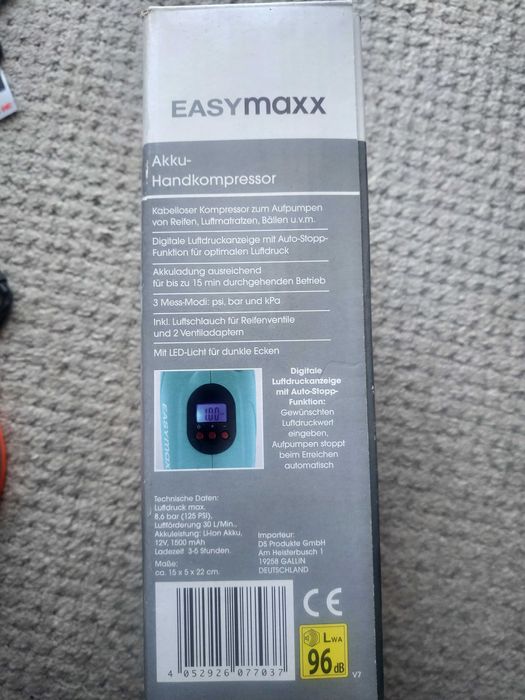 EASYmaxx
Akku-
Handkompressor
Kabelloser Kompressor zum Aufpumpen
von Reifen, Luftmatratzen, Bällen u.v.m.
Digitale Luftdruckanzeige mit Auto-Stopp-
Funktion für optimalen Luftdruck
Akkuladung ausreichend
für bis zu 15 min durchgehenden Betrieb
3 Mess-Modi: psi, bar und kPa
Inkl. Luftschlauch für Reifenventile
und 2 Ventiladaptern
Mit LED-Licht für dunkle Ecken
EASYmaxx
Digitale
Luftdruckanzeige
mit Auto-Stopp-
Funktion:
Gewünschten
Luftdruckwert
eingeben,
Aufpumpen stoppt
beim Erreichen
automatisch
Technische Daten:
Luftdruck max.
8,6 bar (125 PSI),
Luftförderung 30 L/Min.,
Akkuleistung: Li-Ion Akku,
12V, 1500 mAh
Ladezeit 3-5 Stunden.
Maße:
ca. 15 x 5 x 22 cm.
Importeur:
DS Produkte GmbH
Am Heisterbusch 1
19258 GALLIN
DEUTSCHLAND
4 052926 077037
CE
LWA
96 dB
V7